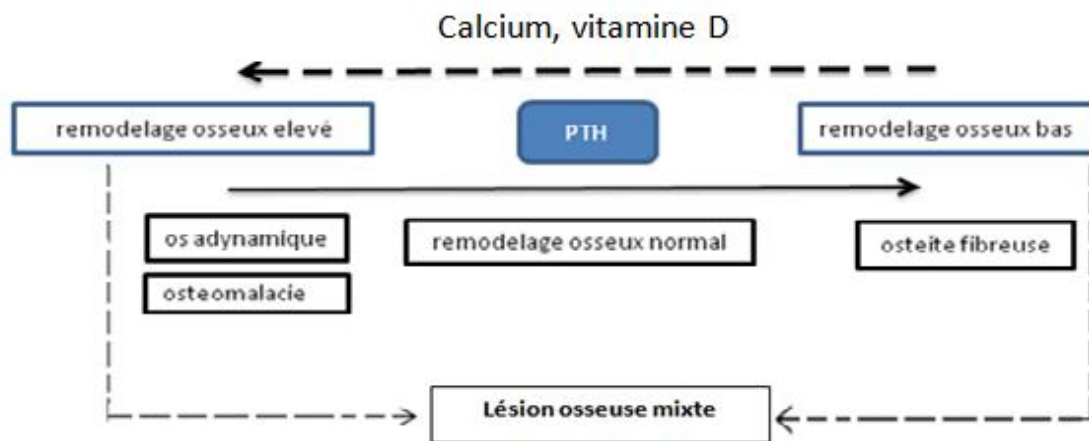 Calcium, vitamine D
remodelage osseux elevé
PTH
remodelage osseux bas
os adynamique
remodelage osseux normal
osteite fibreuse
osteomalacie
Lésion osseuse mixte